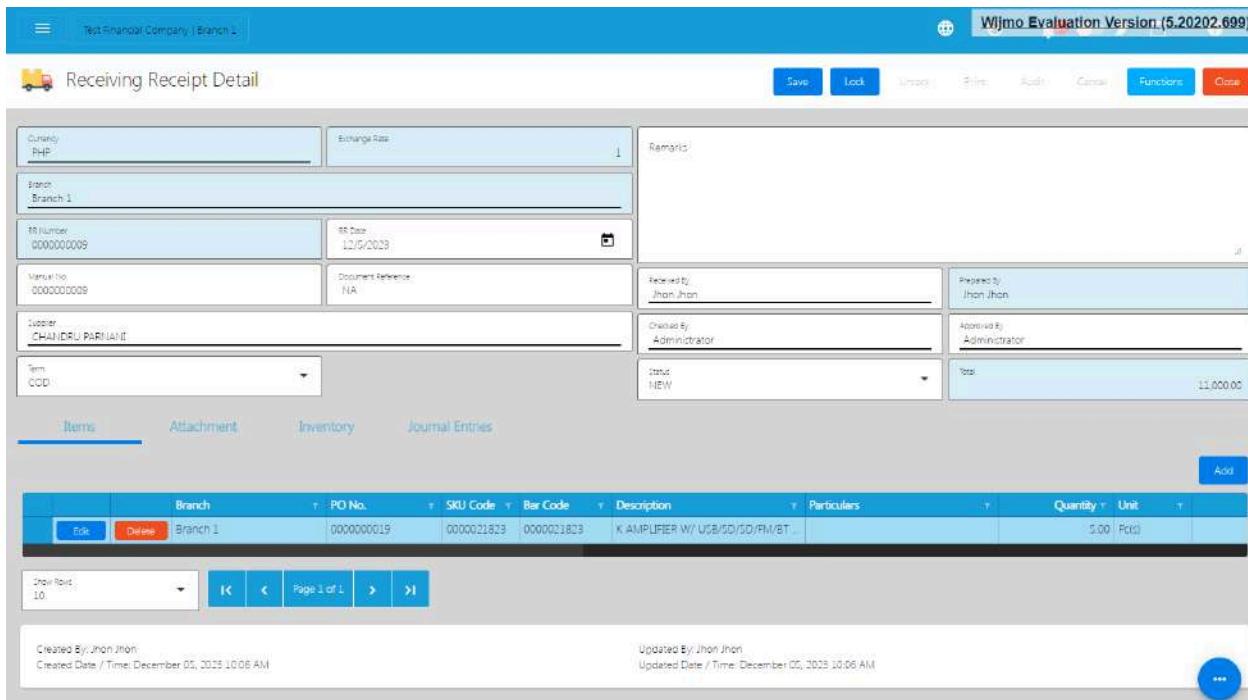 Test Financial Company | Branch 1
Wijmo Evaluation Version (5.20202.699)
Receiving Receipt Detail
Save
Lock
Unlock
Print
Audit
Cancel
Functions
Close
Currency
PHP
Exchange Rate
1
Remarks
Branch
Branch 1
RR Number
0000000009
RR Date
12/5/2023
Manual No.
0000000009
Document Reference
NA
Received By
Jhon Jhon
Prepared By
Jhon Jhon
Supplier
CHANDRU PARNANI
Checked By
Administrator
Approved By
Administrator
Term
COD
Status
NEW
Total
11,000.00
Items Attachment Inventory Journal Entries
Add
Branch PO No. SKU Code Bar Code Description Particulars Quantity Unit
Edit Delete Branch 1 0000000019 0000021823 0000021823 K AMPLIFIER W/ USB/SD/SD/FM/BT ... 5.00 Pc(s)
Show Rows
10
Page 1 of 1
Created By: Jhon Jhon
Created Date / Time: December 05, 2023 10:06 AM
Updated By: Jhon Jhon
Updated Date / Time: December 05, 2023 10:06 AM